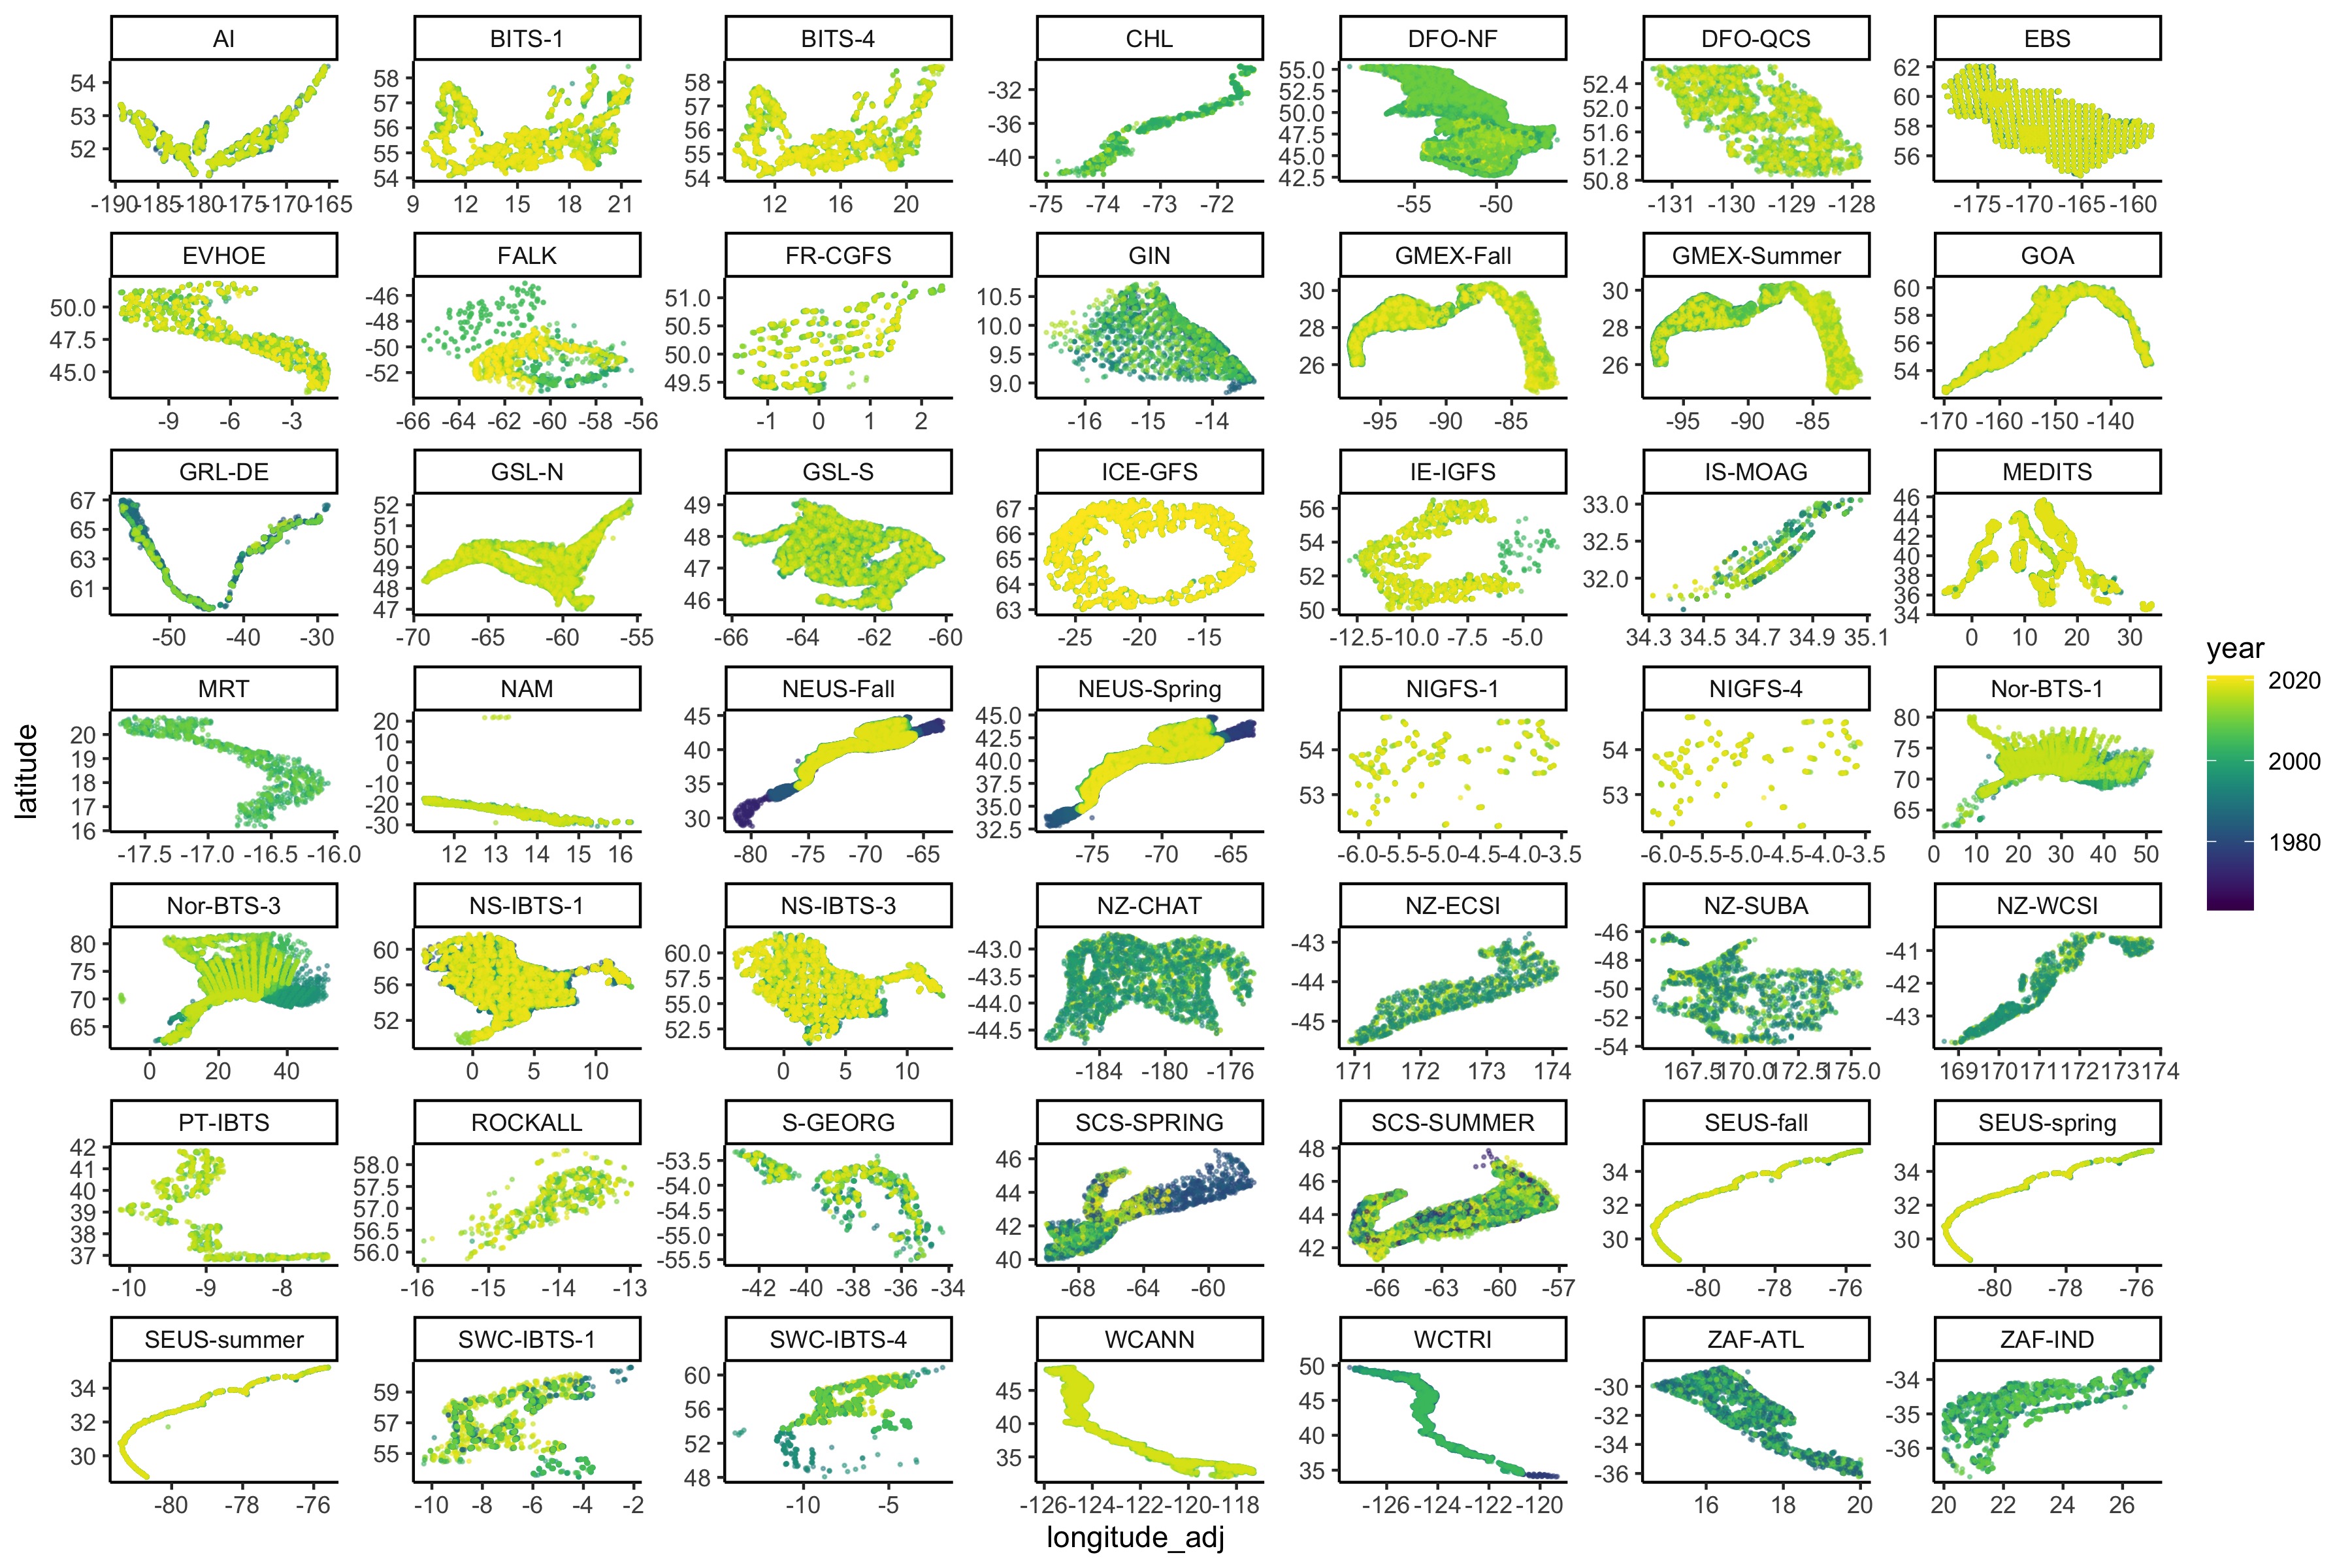 AI BITS-1 BITS-4 CHL DFO-NF DFO-QCS EBS
54 53 52
-190 -185 -180 -175 -170 -165
58 57 56 55 54
9 12 15 18 21
58 57 56 55 54
12 16 20
-32 -36 -40
-75 -74 -73 -72
55.0 52.5 50.0 47.5 45.0 42.5
-55 -50
52.4 52.0 51.6 51.2 50.8
-131 -130 -129 -128
62 60 58 56
-175 -170 -165 -160
EVHOE FALK FR-CGFS GIN GMEX-Fall GMEX-Summer GOA
50.0 47.5 45.0
-9 -6 -3
-46 -48 -50 -52
-66 -64 -62 -60 -58 -56
51.0 50.5 50.0 49.5
-1 0 1 2
10.5 10.0 9.5 9.0
-16 -15 -14
30 28 26
-95 -90 -85
30 28 26
-95 -90 -85
60 58 56 54
-170 -160 -150 -140
GRL-DE GSL-N GSL-S ICE-GFS IE-IGFS IS-MOAG MEDITS
67 65 63 61
-50 -40 -30
52 51 50 49 48 47
-70 -65 -60 -55
49 48 47 46
-66 -64 -62 -60
67 66 65 64 63
-25 -20 -15
56 54 52 50
-12.5 -10.0 -7.5 -5.0
33.0 32.5 32.0
34.3 34.5 34.7 34.9 35.1
46 44 42 40 38 36 34
0 10 20 30
MRT NAM NEUS-Fall NEUS-Spring NIGFS-1 NIGFS-4 Nor-BTS-1
20 19 18 17 16
-17.5 -17.0 -16.5 -16.0
20 10 0 -10 -20 -30
12 13 14 15 16
45 40 35 30
-80 -75 -70 -65
45.0 42.5 40.0 37.5 35.0 32.5
-75 -70 -65
54 53
-6.0 -5.5 -5.0 -4.5 -4.0 -3.5
54 53
-6.0 -5.5 -5.0 -4.5 -4.0 -3.5
80 75 70 65
0 10 20 30 40 50
Nor-BTS-3 NS-IBTS-1 NS-IBTS-3 NZ-CHAT NZ-ECSI NZ-SUBA NZ-WCSI
80 75 70 65
0 20 40
60 56 52
0 5 10
60.0 57.5 55.0 52.5
0 5 10
-43.0 -43.5 -44.0 -44.5
-184 -180 -176
-43 -44 -45
171 172 173 174
-46 -48 -50 -52 -54
167.5 170.0 172.5 175.0
-41 -42 -43
169 170 171 172 173 174
PT-IBTS ROCKALL S-GEORG SCS-SPRING SCS-SUMMER SEUS-fall SEUS-spring
42 41 40 39 38 37
-10 -9 -8
58.0 57.5 57.0 56.5 56.0
-16 -15 -14 -13
-53.5 -54.0 -54.5 -55.0 -55.5
-42 -40 -38 -36 -34
46 44 42 40
-68 -64 -60
48 46 44 42
-66 -63 -60 -57
34 32 30
-80 -78 -76
34 32 30
-80 -78 -76
SEUS-summer SWC-IBTS-1 SWC-IBTS-4 WCANN WCTRI ZAF-ATL ZAF-IND
34 32 30
-80 -78 -76
59 57 55
-10 -8 -6 -4 -2
60 56 52 48
-10 -5
45 40 35
-126 -124 -122 -120 -118
50 45 40 35
-126 -124 -122 -120
-30 -32 -34 -36
16 18 20
-34 -35 -36
20 22 24 26
longitude_adj
latitude
year
2020
2000
1980